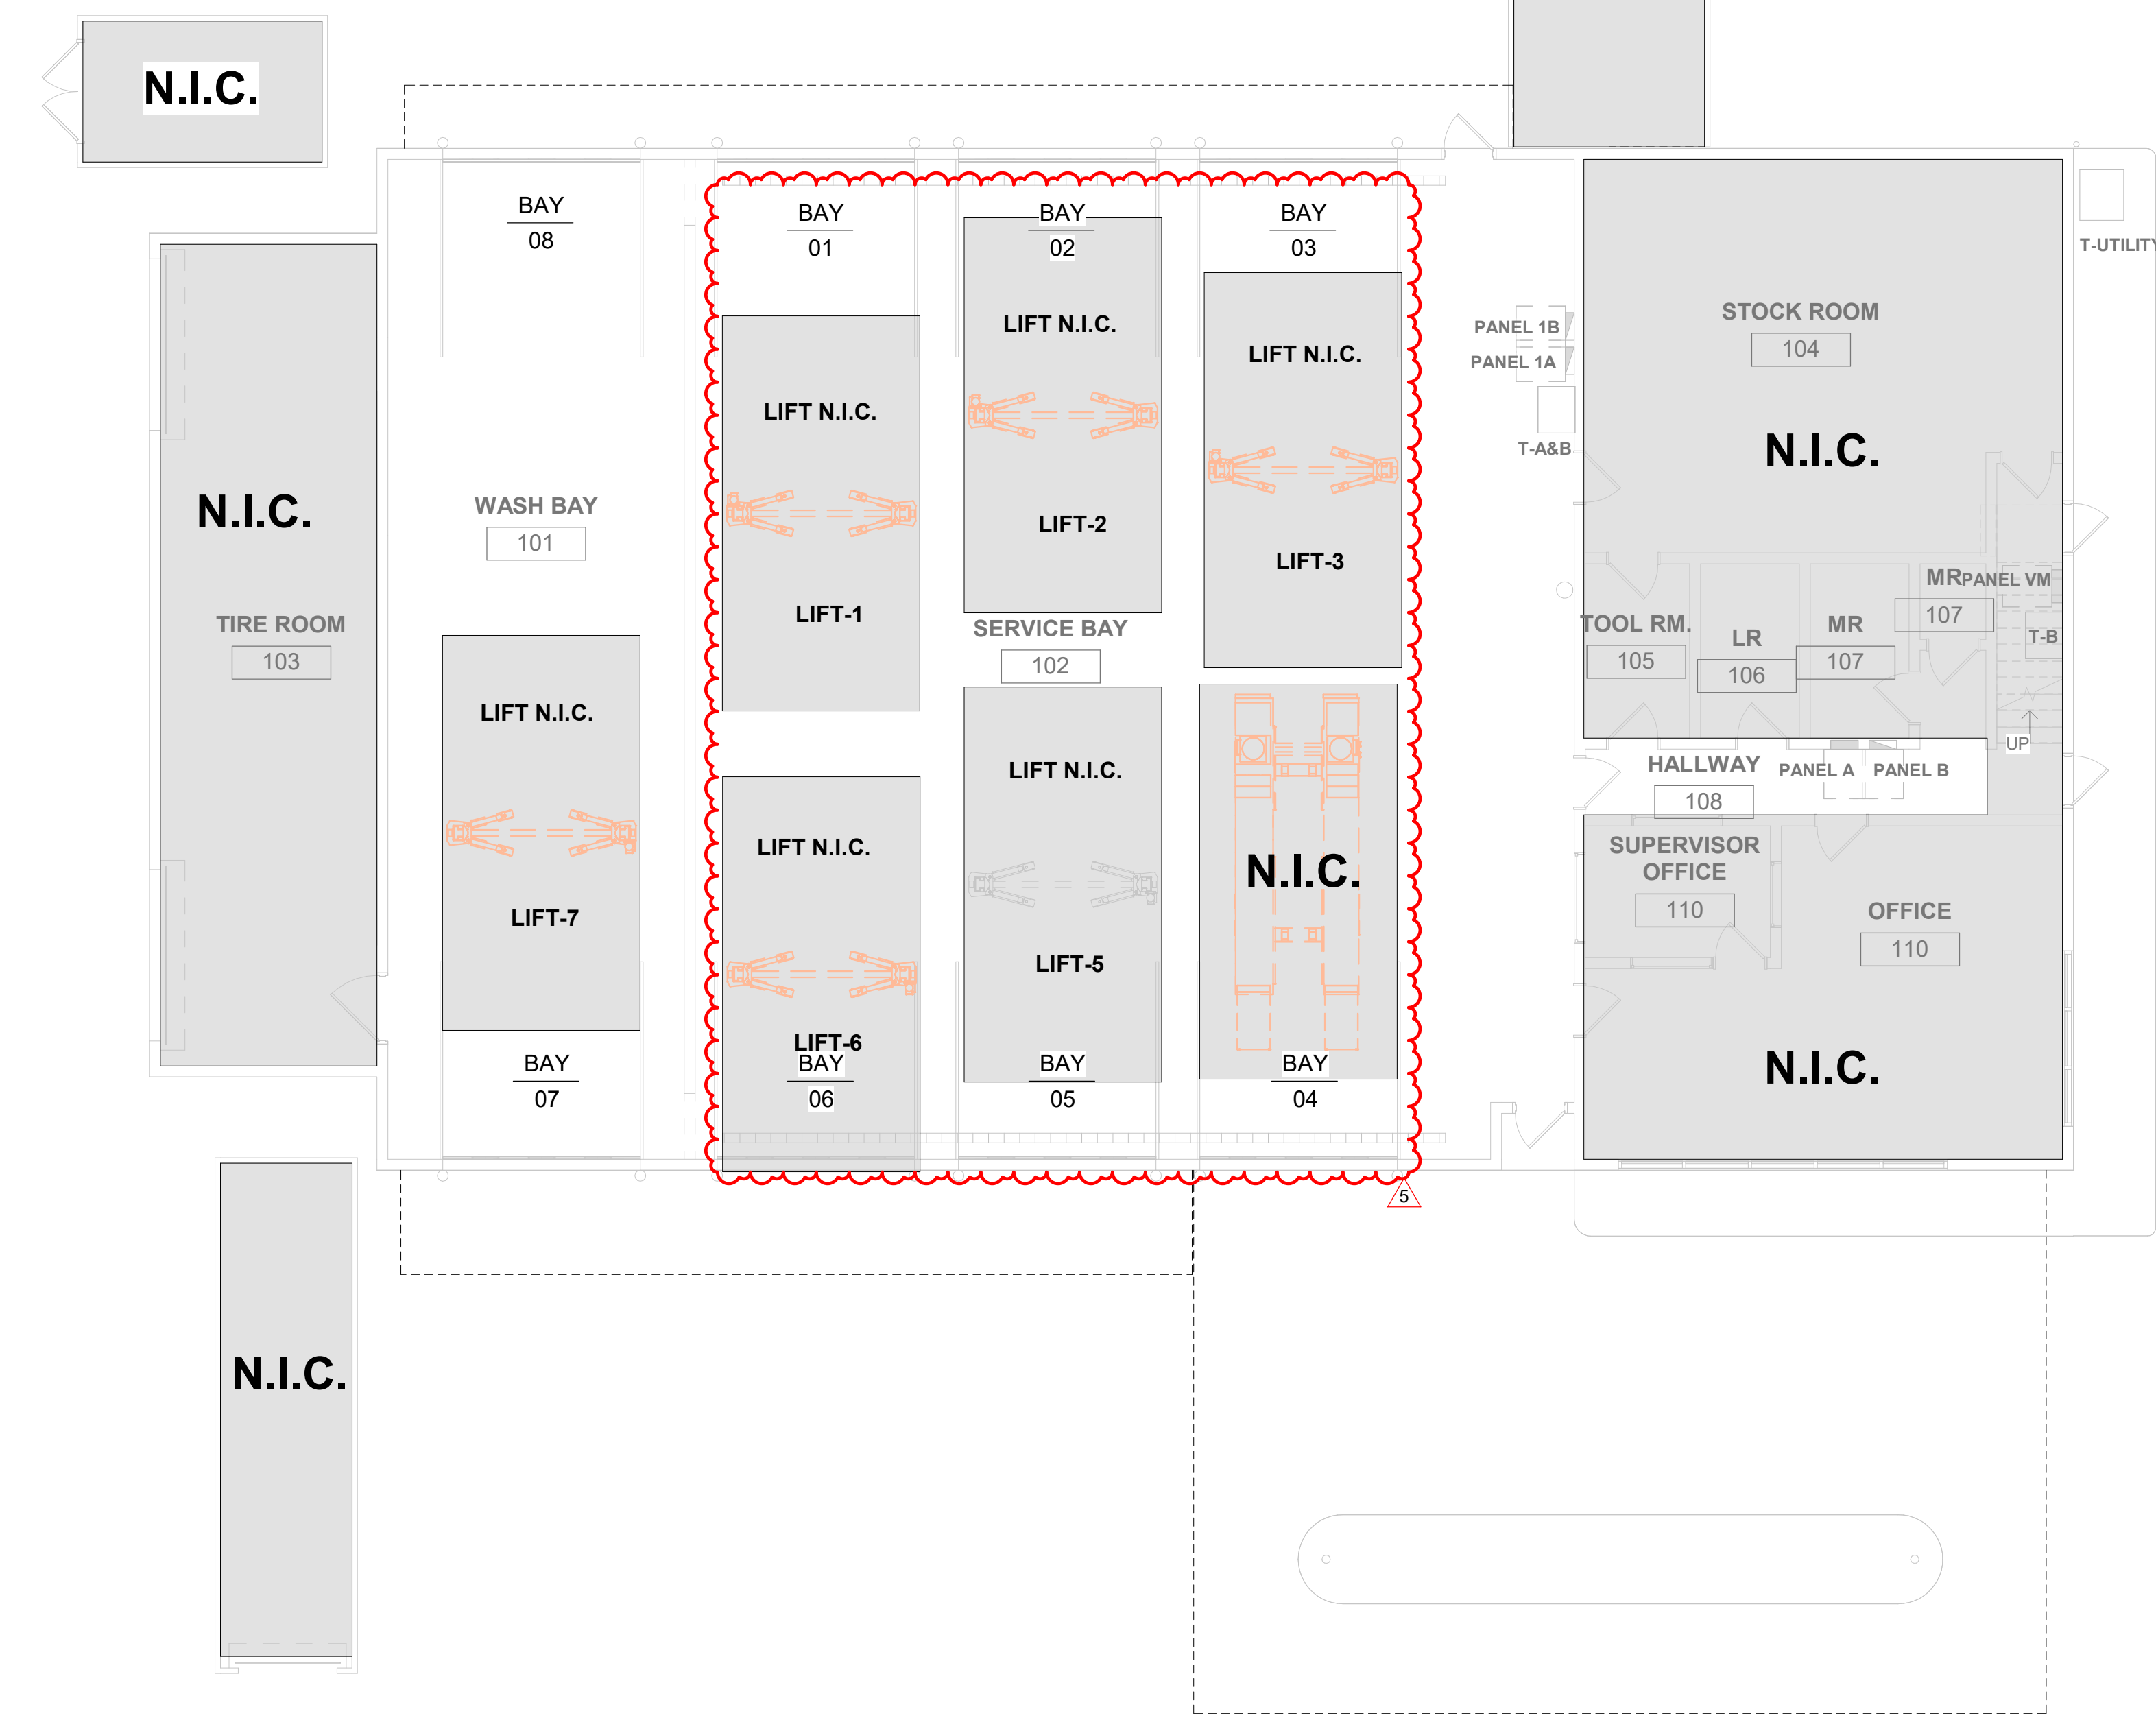 N.I.C.
BAY
08
BAY
01
BAY
02
BAY
03
T-UTILITY
LIFT N.I.C.
LIFT N.I.C.
LIFT N.I.C.
LIFT-1
LIFT-2
LIFT-3
PANEL 1B
PANEL 1A
T-A&B
STOCK ROOM
104
N.I.C.
N.I.C.
WASH BAY
101
TIRE ROOM
103
SERVICE BAY
102
TOOL RM.
105
LR
106
MR
107
MR
107
PANEL VM
T-B
UP
HALLWAY
108
PANEL A
PANEL B
LIFT N.I.C.
LIFT-7
LIFT N.I.C.
LIFT-6
LIFT N.I.C.
LIFT-5
N.I.C.
SUPERVISOR
OFFICE
110
OFFICE
110
N.I.C.
BAY
07
BAY
06
BAY
05
BAY
04
5
N.I.C.